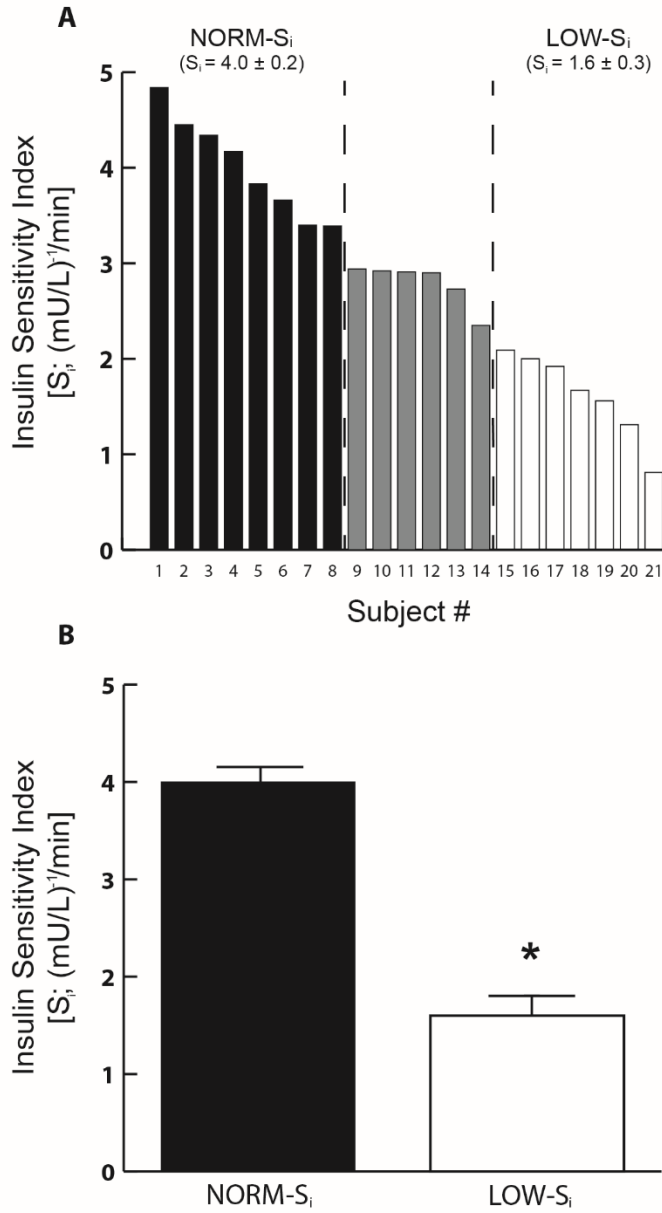 A
NORM-Sᵢ
(Sᵢ = 4.0 ± 0.2)
LOW-Sᵢ
(Sᵢ = 1.6 ± 0.3)
Insulin Sensitivity Index
[Sᵢ; (mU/L)⁻¹/min]
5
4
3
2
1
0
1 2 3 4 5 6 7 8 9 10 11 12 13 14 15 16 17 18 19 20 21
Subject #
B
Insulin Sensitivity Index
[Sᵢ; (mU/L)⁻¹/min]
5
4
3
2
1
0
*
NORM-Sᵢ LOW-Sᵢ